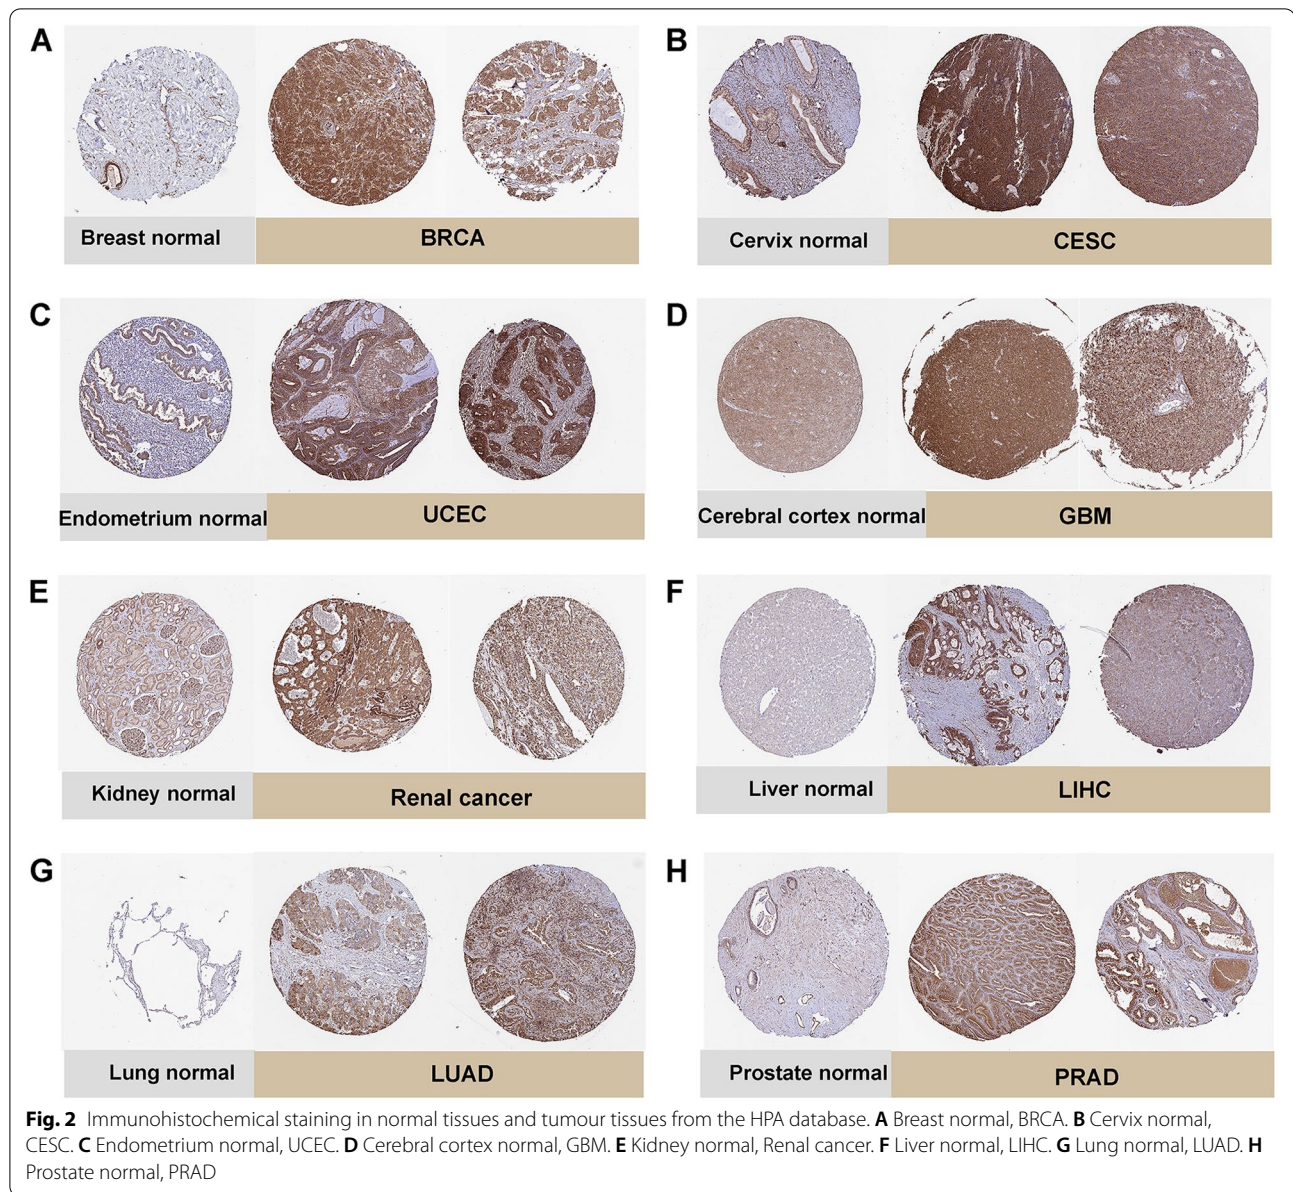 A
B
Breast normal
BRCA
Cervix normal
CESC
C
D
Endometrium normal
UCEC
Cerebral cortex normal
GBM
E
F
Kidney normal
Renal cancer
Liver normal
LIHC
G
H
Lung normal
LUAD
Prostate normal
PRAD
Fig. 2 Immunohistochemical staining in normal tissues and tumour tissues from the HPA database. A Breast normal, BRCA. B Cervix normal,
CESC. C Endometrium normal, UCEC. D Cerebral cortex normal, GBM. E Kidney normal, Renal cancer. F Liver normal, LIHC. G Lung normal, LUAD. H
Prostate normal, PRAD